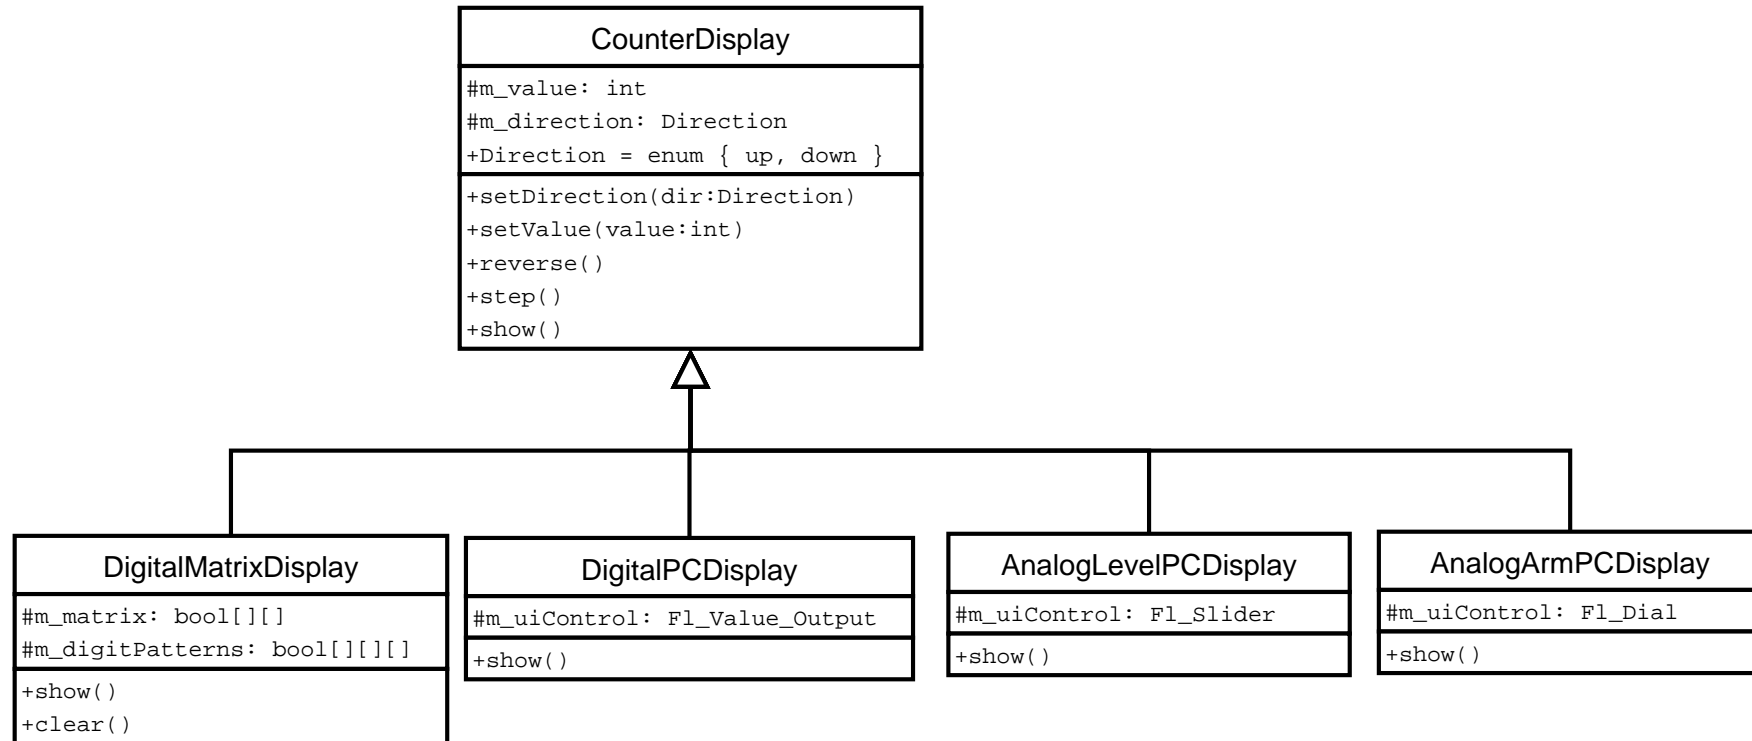 CounterDisplay
#m_value: int
#m_direction: Direction
+Direction = enum { up, down }
+setDirection(dir:Direction)
+setValue(value:int)
+reverse()
+step()
+show()
DigitalMatrixDisplay
#m_matrix: bool[][]
#m_digitPatterns: bool[][][]
+show()
+clear()
DigitalPCDisplay
#m_uiControl: Fl_Value_Output
+show()
AnalogLevelPCDisplay
#m_uiControl: Fl_Slider
+show()
AnalogArmPCDisplay
#m_uiControl: Fl_Dial
+show()